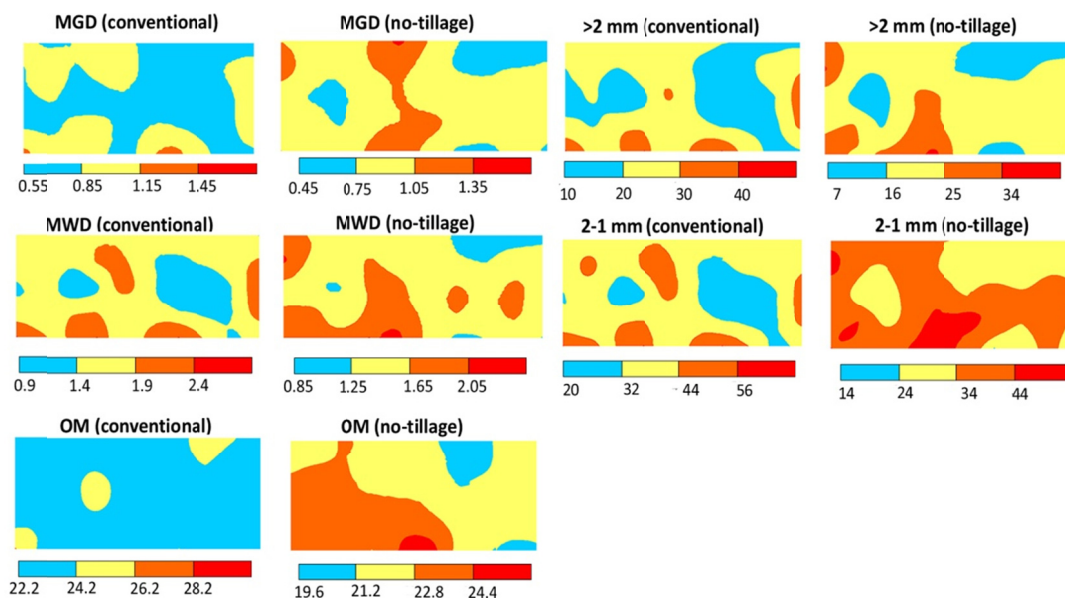 MGD (conventional) MGD (no-tillage) >2 mm (conventional) >2 mm (no-tillage)
0.55 0.85 1.15 1.45 0.45 0.75 1.05 1.35 10 20 30 40 7 16 25 34
MWD (conventional) MWD (no-tillage) 2-1 mm (conventional) 2-1 mm (no-tillage)
0.9 1.4 1.9 2.4 0.85 1.25 1.65 2.05 20 32 44 56 14 24 34 44
OM (conventional) OM (no-tillage)
22.2 24.2 26.2 28.2 19.6 21.2 22.8 24.4